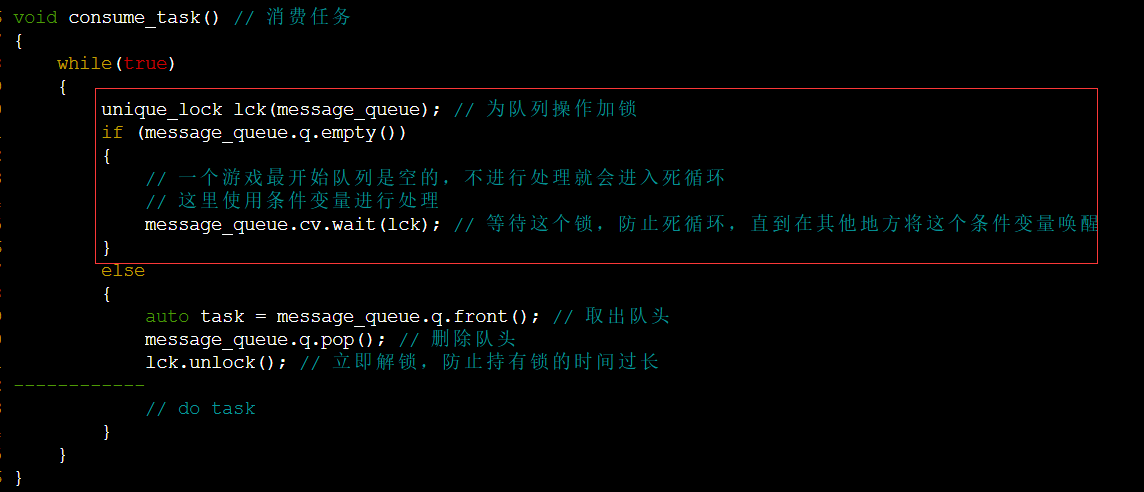 void consume_task() // 消费任务
{
    while(true)
    {
        unique_lock lck(message_queue); // 为队列操作加锁
        if (message_queue.q.empty())
        {
            // 一个游戏最开始队列是空的，不进行处理就会进入死循环
            // 这里使用条件变量进行处理
            message_queue.cv.wait(lck); // 等待这个锁，防止死循环，直到在其他地方将这个条件变量唤醒
        }
        else
        {
            auto task = message_queue.q.front(); // 取出队头
            message_queue.q.pop(); // 删除队头
            lck.unlock(); // 立即解锁，防止持有锁的时间过长
------------
            // do task
        }
    }
}